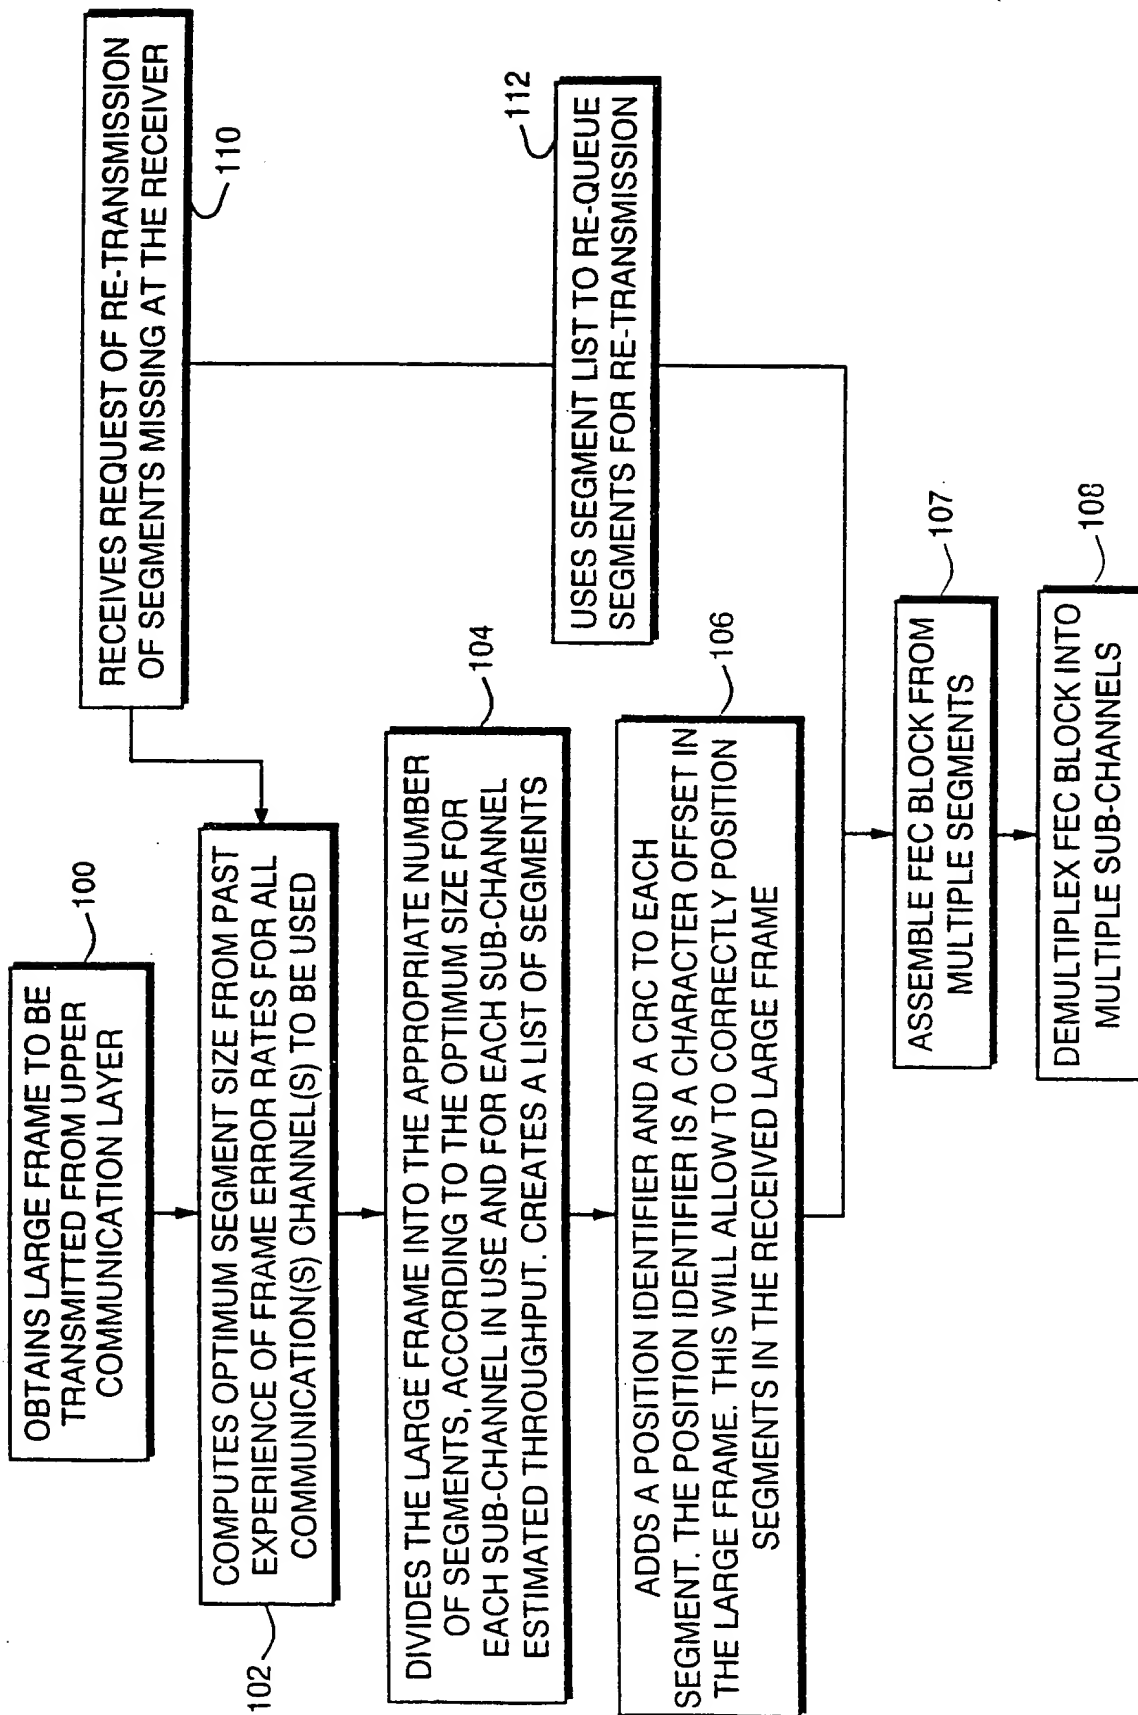 OBTAINS LARGE FRAME TO BE
TRANSMITTED FROM UPPER
COMMUNICATION LAYER
100
COMPUTES OPTIMUM SEGMENT SIZE FROM PAST
EXPERIENCE OF FRAME ERROR RATES FOR ALL
COMMUNICATION(S) CHANNEL(S) TO BE USED
102
DIVIDES THE LARGE FRAME INTO THE APPROPRIATE NUMBER
OF SEGMENTS, ACCORDING TO THE OPTIMUM SIZE FOR
EACH SUB-CHANNEL IN USE AND FOR EACH SUB-CHANNEL
ESTIMATED THROUGHPUT. CREATES A LIST OF SEGMENTS
104
ADDS A POSITION IDENTIFIER AND A CRC TO EACH
SEGMENT. THE POSITION IDENTIFIER IS A CHARACTER OFFSET IN
THE LARGE FRAME. THIS WILL ALLOW TO CORRECTLY POSITION
SEGMENTS IN THE RECEIVED LARGE FRAME
106
RECEIVES REQUEST OF RE-TRANSMISSION
OF SEGMENTS MISSING AT THE RECEIVER
110
USES SEGMENT LIST TO RE-QUEUE
SEGMENTS FOR RE-TRANSMISSION
112
ASSEMBLE FEC BLOCK FROM
MULTIPLE SEGMENTS
107
DEMULTIPLEX FEC BLOCK INTO
MULTIPLE SUB-CHANNELS
108